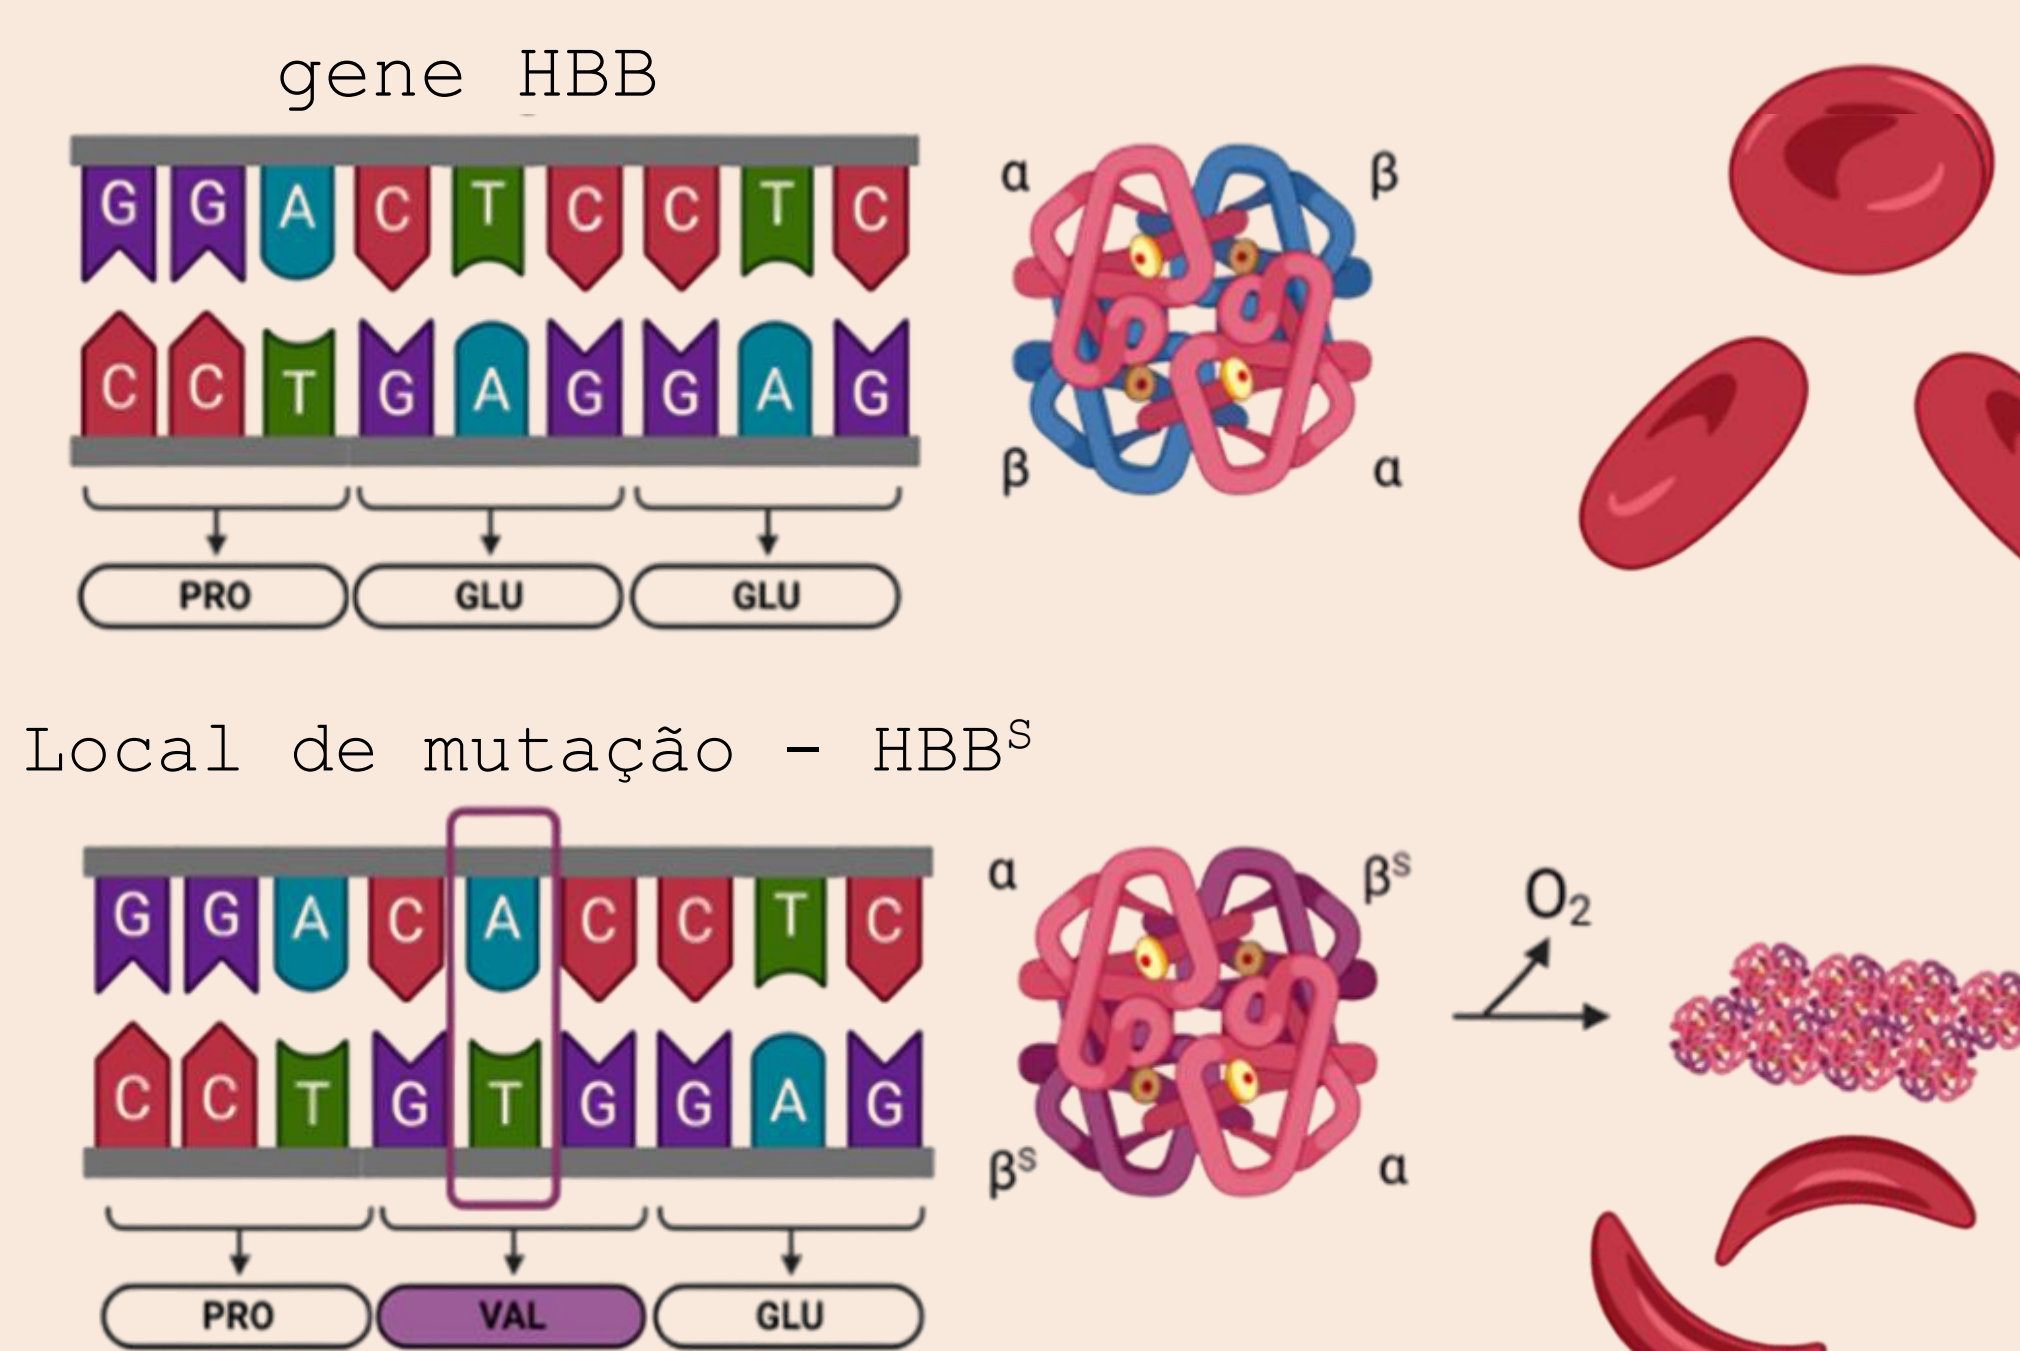 gene HBB
G G A C T C C T C
C C T G A G G A G
PRO GLU GLU
α β
β α
Local de mutação - HBBˢ
G G A C A C C T C
C C T G T G G A G
PRO VAL GLU
α βˢ
βˢ α
O₂